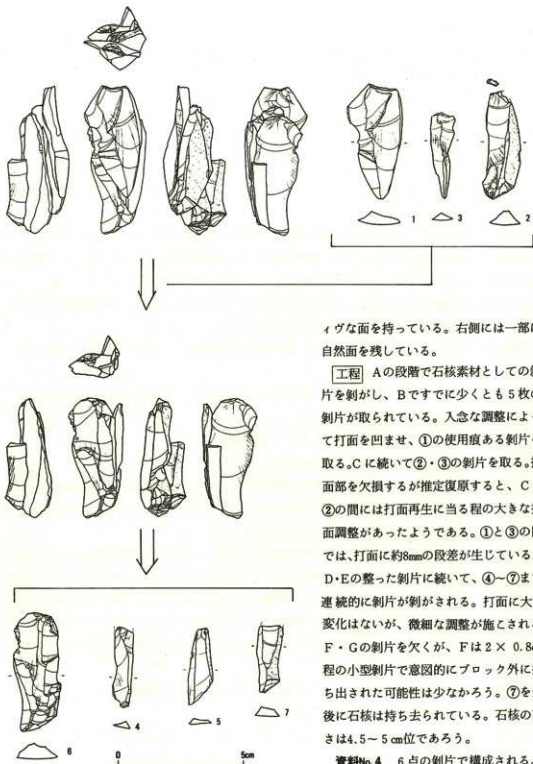 1
3
2
ィヴな面を持っている。右側には一部に
自然面を残している。
工程 Aの段階で石核素材としての剝
片を剝がし、Bですでに少くとも5枚の
剝片が取られている。入念な調整によっ
て打面を凹ませ、①の使用痕ある剝片を
取る。Cに続いて②・③の剝片を取る。
面部を欠損するが推定復原すると、C
②の間には打面再生に当る程の大きな
面調整があったようである。①と③の
では、打面に約8㎜の段差が生じている。
D・Eの整った剝片に続いて、④~⑦ま
連続的に剝片が剝がされる。打面に大
変化はないが、微細な調整が施こされ
F・Gの剝片を欠くが、Fは2×0.8
程の小型剝片で意図的にブロック外に
ち出された可能性は少なかろう。⑦を
後に石核は持ち去られている。石核の
さは4.5~5㎝位であろう。
資料No.4 6点の剝片で構成される。
4
5
7
6
0
5cm